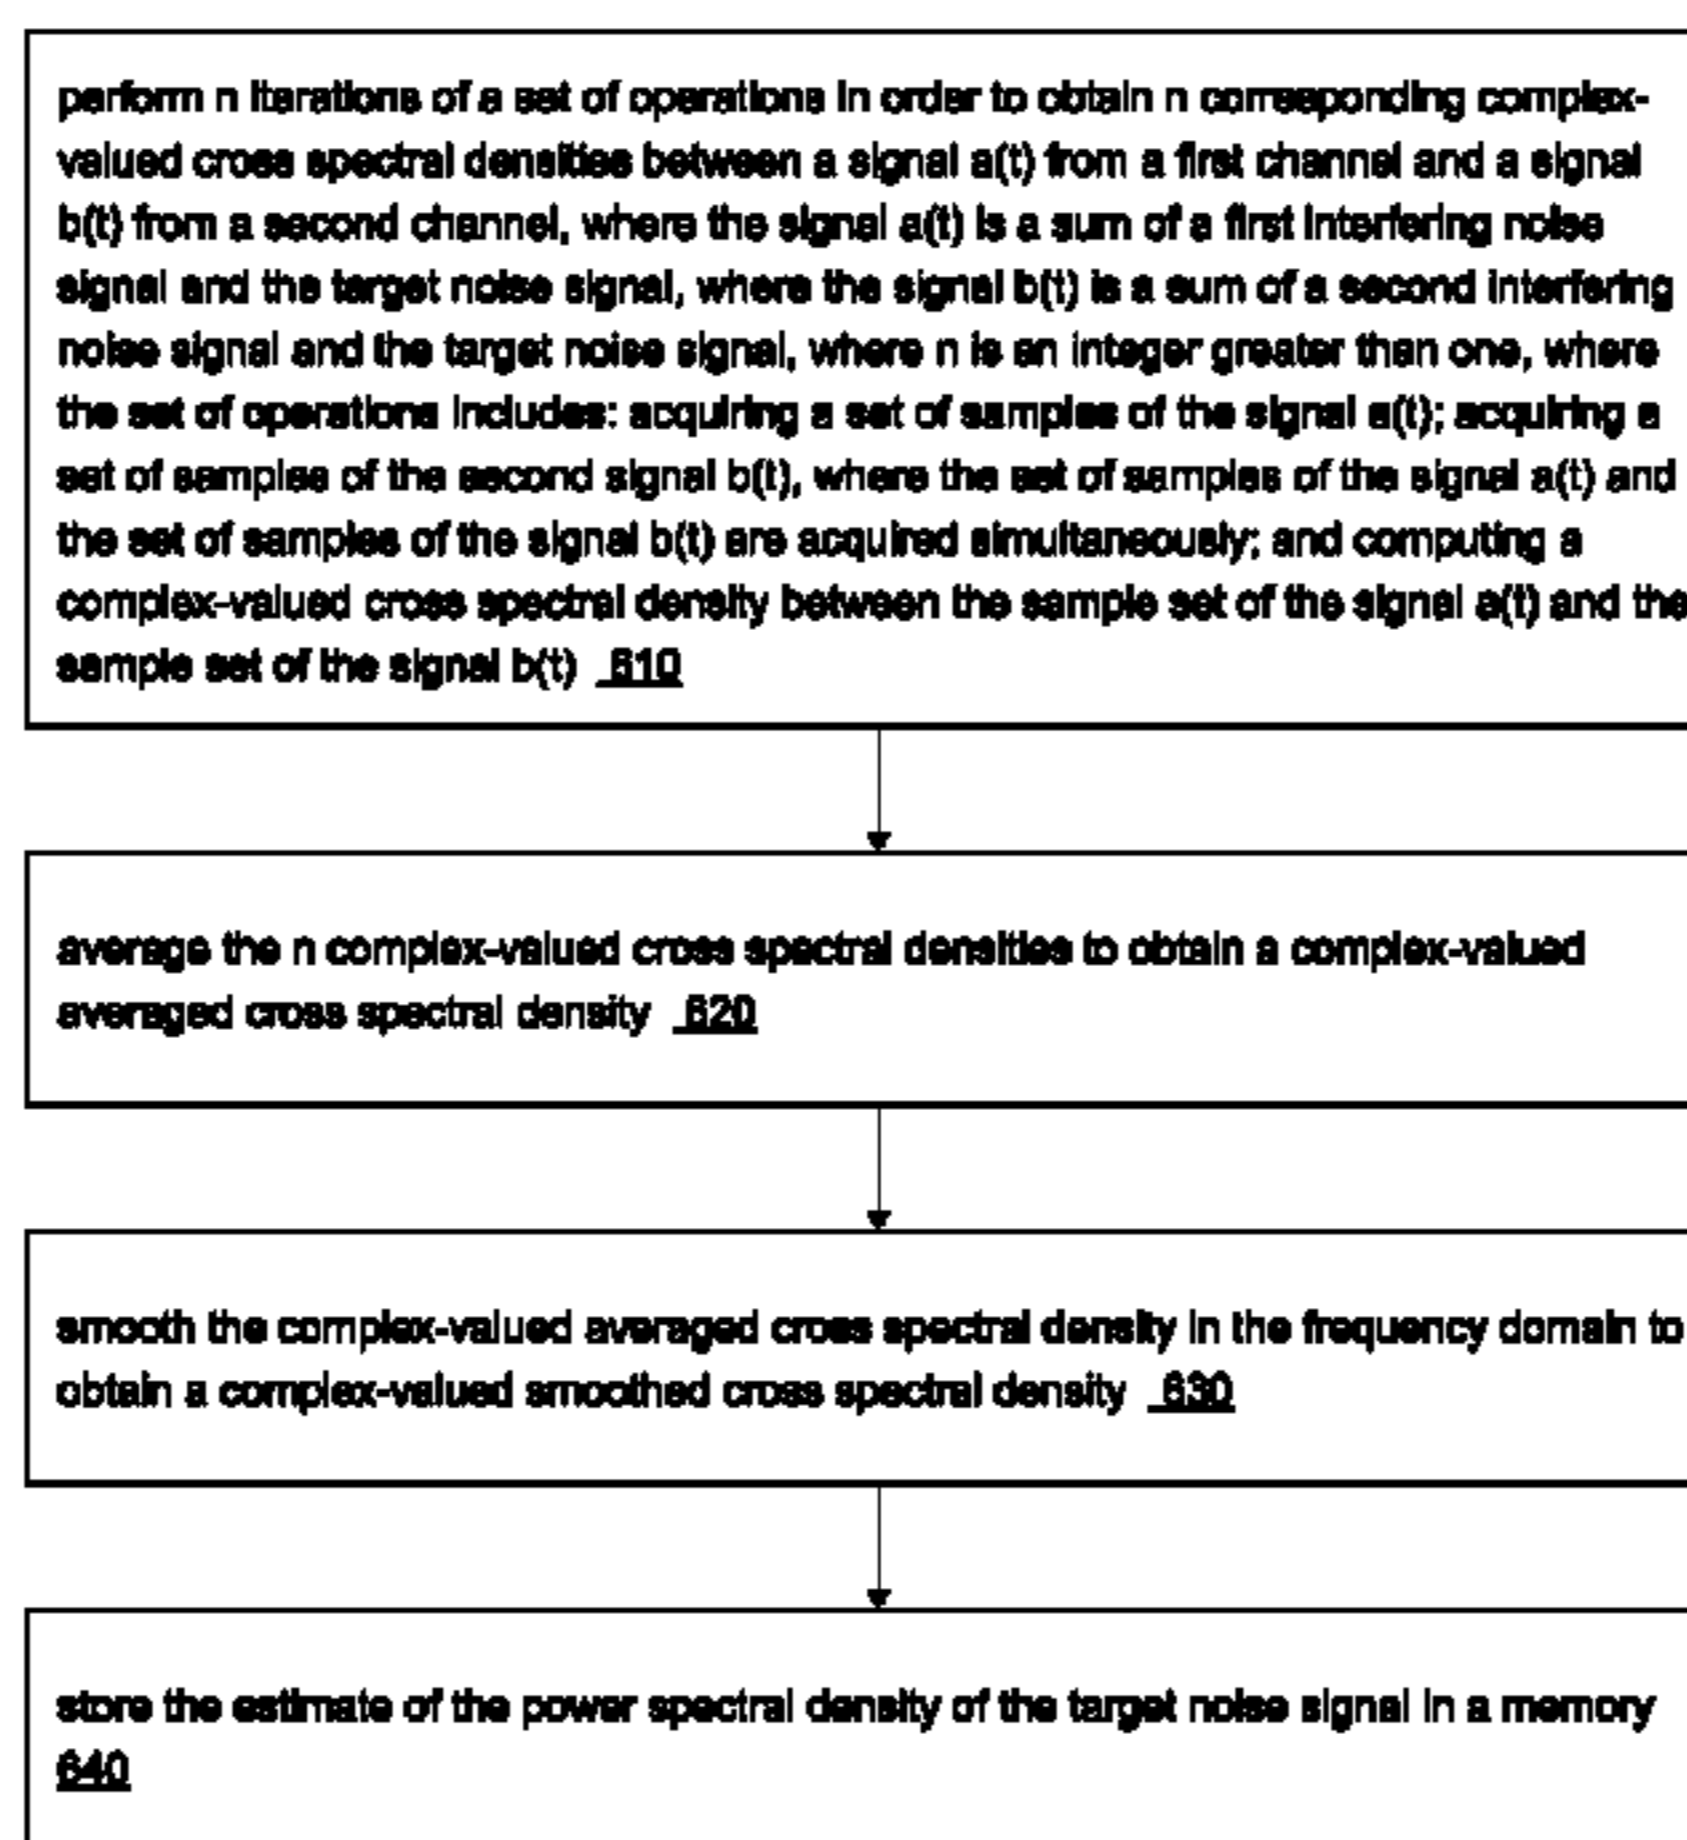 perform n iterations of a set of operations in order to obtain n corresponding complex-
valued cross spectral densities between a signal a(t) from a first channel and a signal
b(t) from a second channel, where the signal a(t) is a sum of a first interfering noise
signal and the target noise signal, where the signal b(t) is a sum of a second interfering
noise signal and the target noise signal, where n is an integer greater than one, where
the set of operations includes: acquiring a set of samples of the signal a(t); acquiring a
set of samples of the second signal b(t), where the set of samples of the signal a(t) and
the set of samples of the signal b(t) are acquired simultaneously; and computing a
complex-valued cross spectral density between the sample set of the signal a(t) and the
sample set of the signal b(t) 610
average the n complex-valued cross spectral densities to obtain a complex-valued
averaged cross spectral density 620
smooth the complex-valued averaged cross spectral density in the frequency domain to
obtain a complex-valued smoothed cross spectral density 630
store the estimate of the power spectral density of the target noise signal in a memory
640